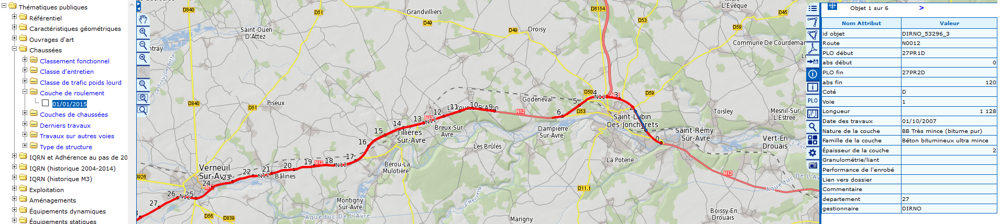 Thématiques publiques
Référentiel
Caractéristiques géométriques
Ouvrages d'art
Chaussées
Classement fonctionnel
Classe d'entretien
Classe de trafic poids lourd
Couche de roulement
01/01/2015
Couches de chaussées
Derniers travaux
Travaux sur autres voies
Type de structure
IQRN et Adhérence au pas de 20
IQRN (historique 2004-2014)
IQRN (historique M3)
Exploitation
Aménagements
Équipements dynamiques
Équipements statiques
D840
D51
Grandvilliers
D6154
L'Évêque
D45
D49
D53
Saint-Ouen
D'Attez
D49
Droisy
D59
Commune De Courdemar
ntray
Le Trou De Botte
D840
Piseux
D51
Godeneval
D50
D59
D53
N12
Toisley
Mesnil-Sur
L'Estrée
Saint-Lubin
Des-Joncherets
Saint-Rémy
Sur-Avre
Dampierre
Sur-Avre
Breux-Sur
Avre
Tillières
Sur-Avre
Les Brûlés
Vert-En
Drouais
La Poterie
Bérou-La
Mulotière
Verneuil
Sur-Avre
D926
Bâlines
N12
Aqueduc De L'Av
D11.1
La Meuvette
Montigny
Sur-Avre
Aqueduc De L'Avre
D56
D839
Marigny
Boissy-En
Drouais
0
2
3
4
5
6
9
10
11
12
13
14
15
16
17
18
19
20
21
22
23
24
25
26
27
PLO
Objet 1 sur 6 >
Nom Attribut Valeur
id objet DIRNO_53296_3
Route N0012
PLO début 27PR1D
abs début 0
PLO fin 27PR2D
abs fin 120
Coté D
Voie 1
Longueur 1 128
Date des travaux 01/10/2007
Nature de la couche BB Très mince (bitume pur)
Famille de la couche Béton bitumineux ultra mince
Épaisseur de la couche 2
Granulométrie/liant
Performance de l'enrobé
Lien vers dossier
Commentaire
departement 27
gestionnaire DIRNO